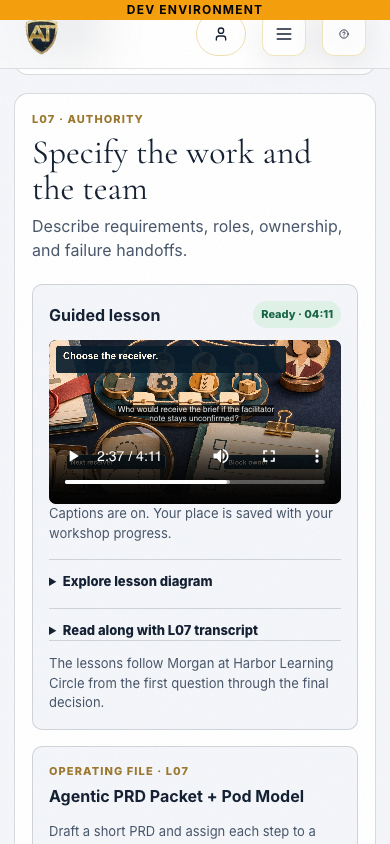 DEV ENVIRONMENT
AT
L07 · AUTHORITY
Specify the work and
the team
Describe requirements, roles, ownership,
and failure handoffs.
Guided lesson
Ready · 04:11
Choose the receiver.
Who would receive the brief if the facilitator
note stays unconfirmed?
Next receiver
Block owner
2:37 / 4:11
Captions are on. Your place is saved with your
workshop progress.
Explore lesson diagram
Read along with L07 transcript
The lessons follow Morgan at Harbor Learning
Circle from the first question through the final
decision.
OPERATING FILE · L07
Agentic PRD Packet + Pod Model
Draft a short PRD and assign each step to a